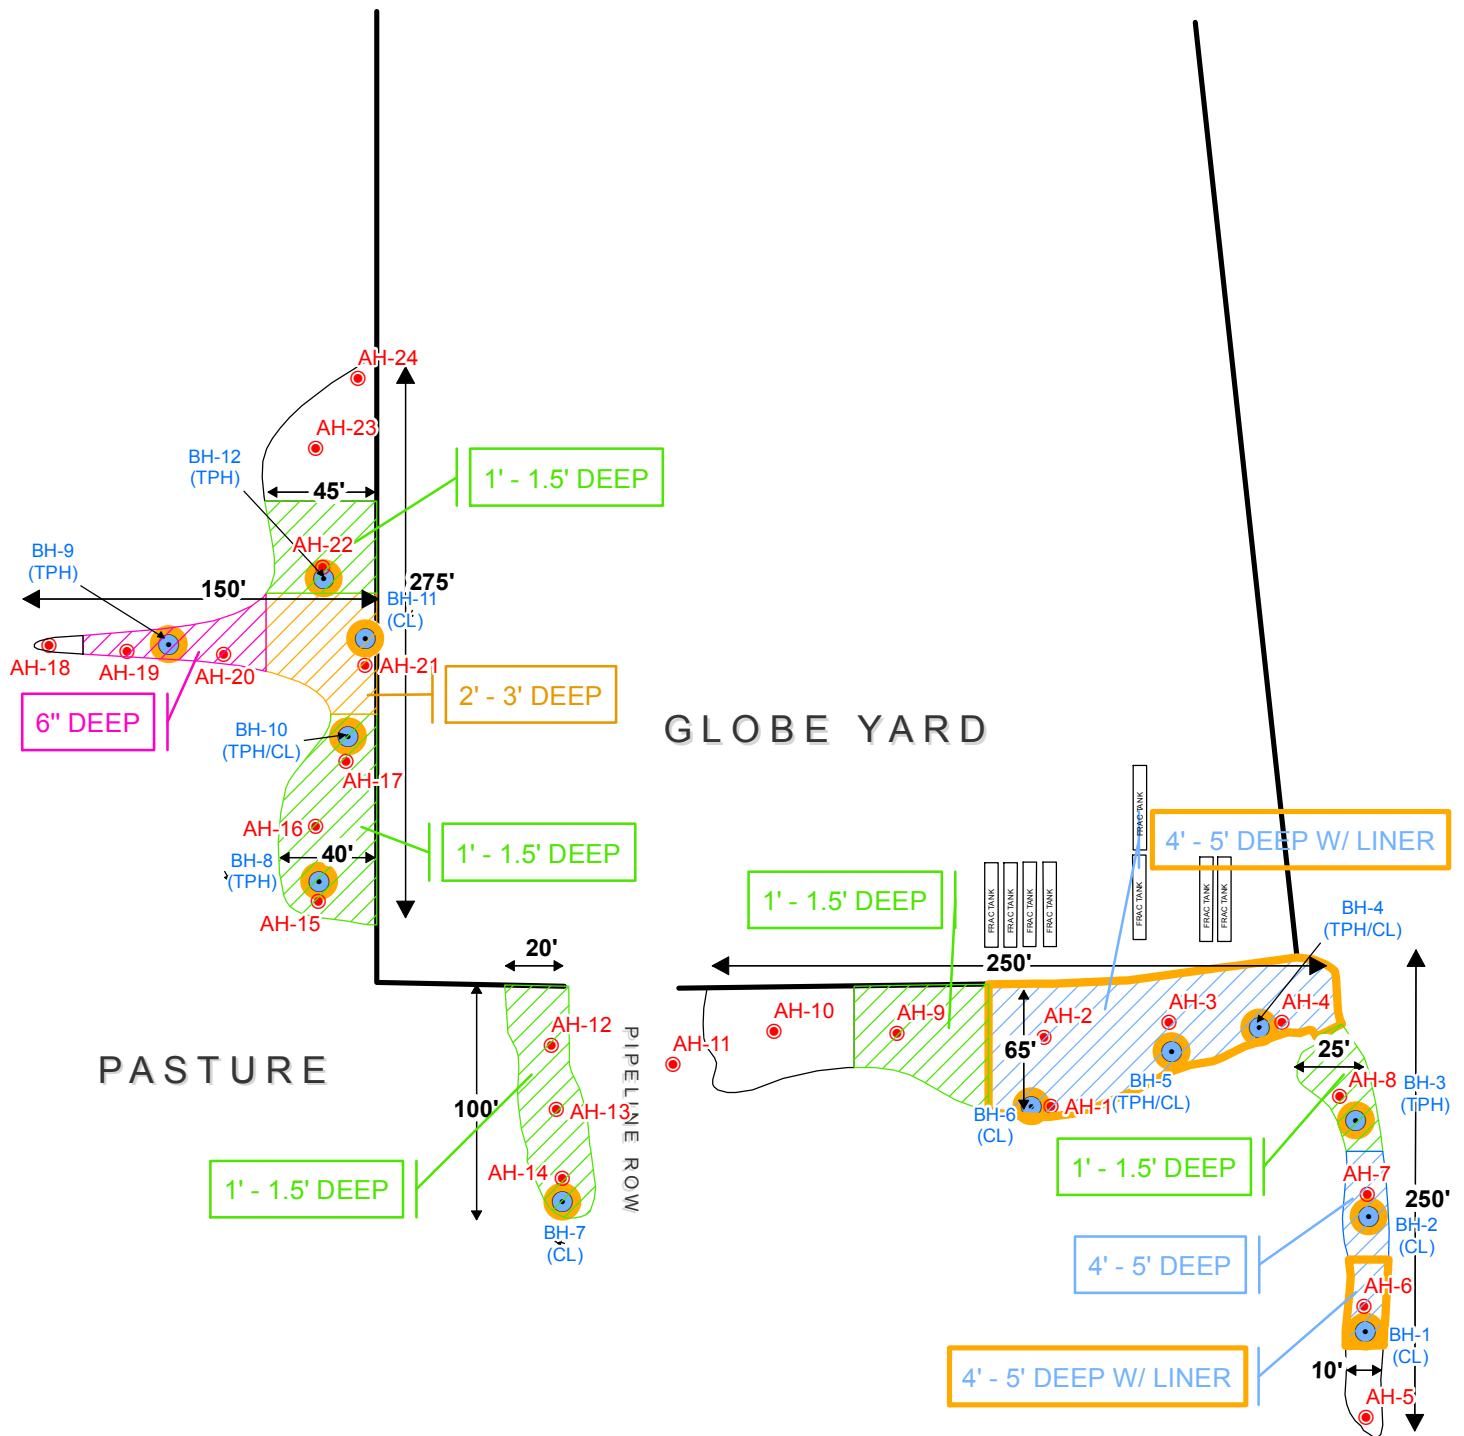 AH-24
AH-23
BH-12
(TPH)
1' - 1.5' DEEP
45'
AH-22
BH-9
(TPH)
150'
275'
BH-11
(CL)
AH-18
AH-19
AH-20
AH-21
6" DEEP
2' - 3' DEEP
BH-10
(TPH/CL)
GLOBE YARD
AH-17
AH-16
40'
1' - 1.5' DEEP
BH-8
(TPH)
AH-15
FRAC TANK
4' - 5' DEEP W/ LINER
1' - 1.5' DEEP
FRAC TANK
FRAC TANK
FRAC TANK
FRAC TANK
FRAC TANK
FRAC TANK
FRAC TANK
BH-4
(TPH/CL)
20'
250'
AH-12
AH-11
AH-10
AH-9
AH-2
AH-3
AH-4
65'
25'
PASTURE
PIPELINE ROW
100'
AH-13
BH-6
(CL)
AH-1
BH-5
(TPH/CL)
AH-8
BH-3
(TPH)
AH-14
1' - 1.5' DEEP
1' - 1.5' DEEP
AH-7
250'
BH-7
(CL)
BH-2
(CL)
4' - 5' DEEP
AH-6
BH-1
(CL)
4' - 5' DEEP W/ LINER
10'
AH-5